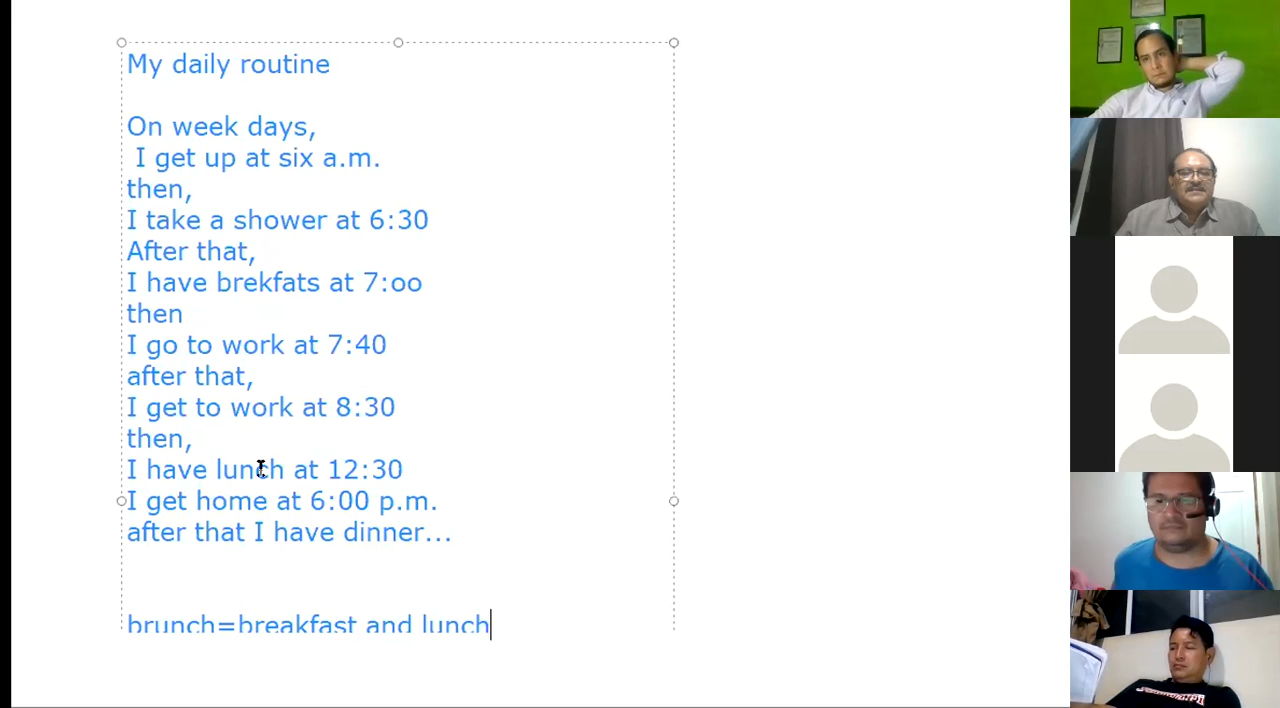 My daily routine
On week days,
I get up at six a.m.
then,
I take a shower at 6:30
After that,
I have brekfats at 7:oo
then
I go to work at 7:40
after that,
I get to work at 8:30
then,
I have lunch at 12:30
I get home at 6:00 p.m.
after that I have dinner...
brunch=breakfast and lunch